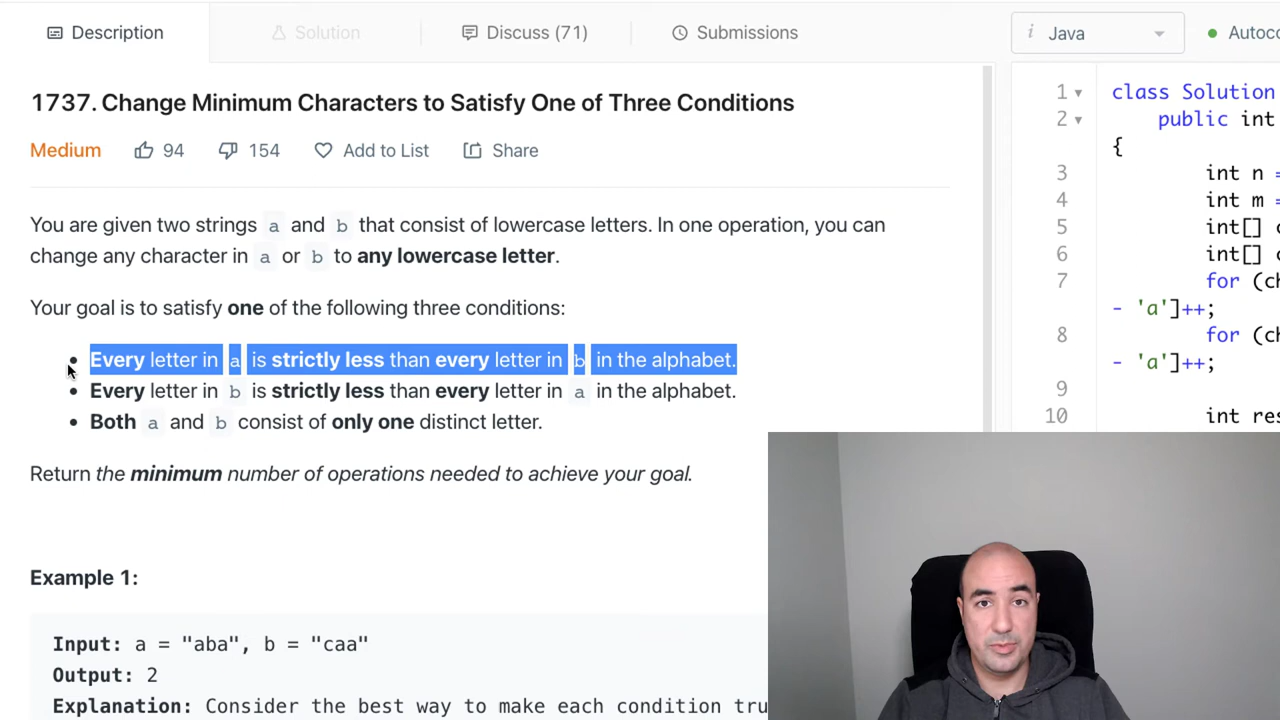 Description
Solution
Discuss (71)
Submissions
i Java
Autoco
1737. Change Minimum Characters to Satisfy One of Three Conditions
Medium 94 154 Add to List Share
You are given two strings a and b that consist of lowercase letters. In one operation, you can
change any character in a or b to any lowercase letter.
Your goal is to satisfy one of the following three conditions:
Every letter in a is strictly less than every letter in b in the alphabet.
Every letter in b is strictly less than every letter in a in the alphabet.
Both a and b consist of only one distinct letter.
Return the minimum number of operations needed to achieve your goal.
Example 1:
Input: a = "aba", b = "caa"
Output: 2
Explanation: Consider the best way to make each condition tru
1 class Solution
2 public int
{
3 int n =
4 int m =
5 int[] c
6 int[] c
7 for (ch
- 'a']++;
8 for (ch
- 'a']++;
9
10 int res